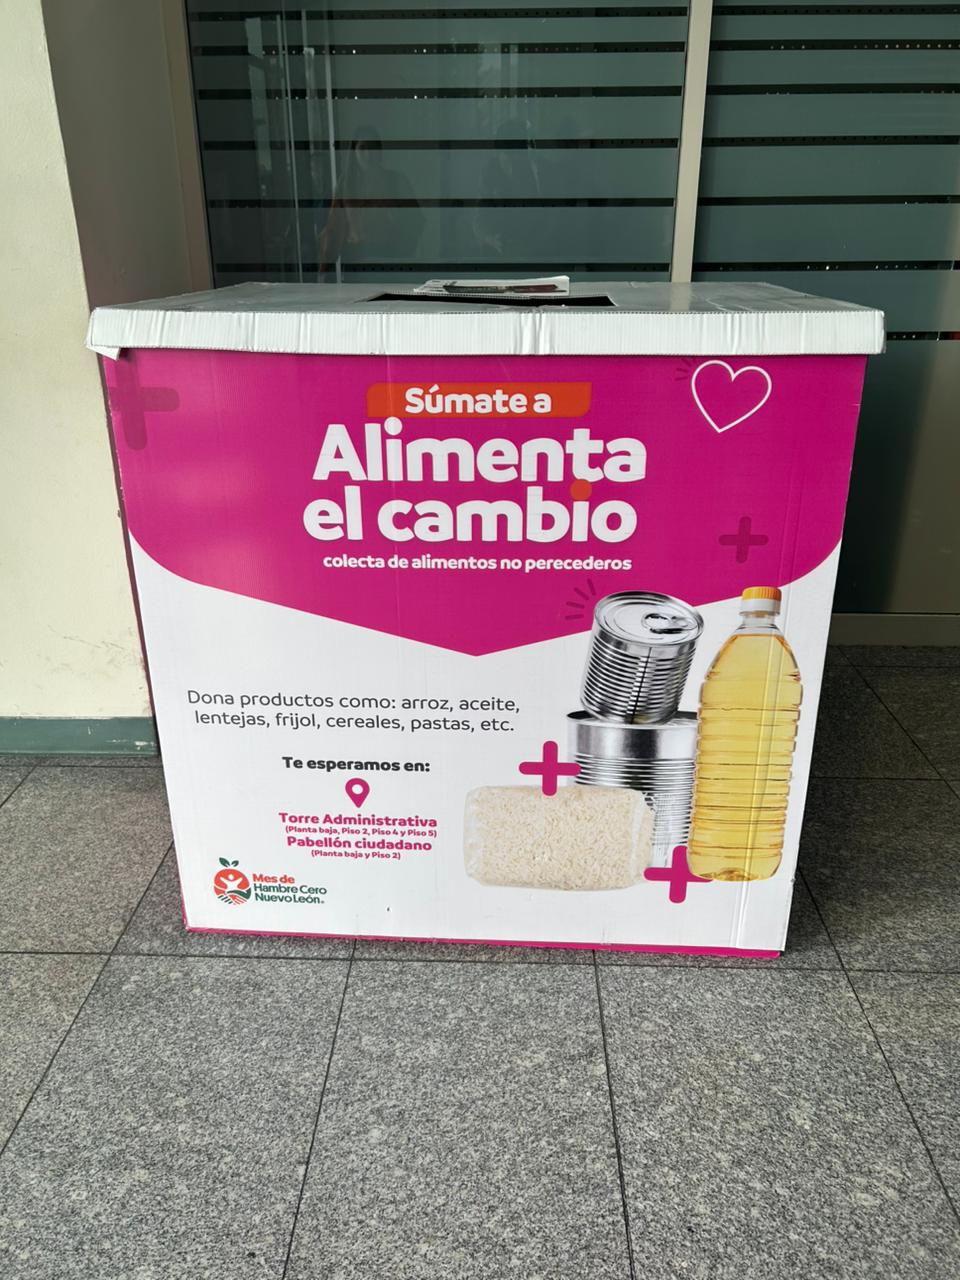 Súmate a
Alimenta
el cambio
colecta de alimentos no perecederos
Dona productos como: arroz, aceite,
lentejas, frijol, cereales, pastas, etc.
Te esperamos en:
Torre Administrativa
(Planta baja, Piso 2, Piso 4 y Piso 5)
Pabellón ciudadano
(Planta baja y Piso 2)
Mes de
Hambre Cero
Nuevo León®